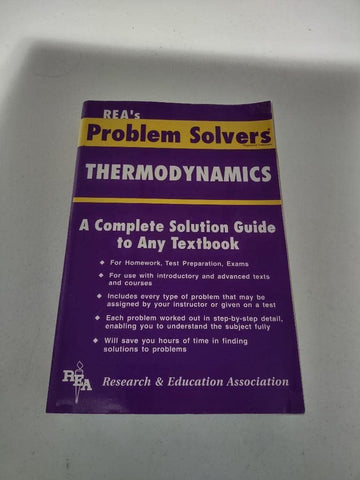 REA's
Problem Solvers
THERMODYNAMICS
A Complete Solution Guide
to Any Textbook
For Homework, Test Preparation, Exams
For use with introductory and advanced texts
and courses
Includes every type of problem that may be
assigned by your instructor or given on a test
Each problem worked out in step-by-step detail,
enabling you to understand the subject fully
Will save you hours of time in finding
solutions to problems
REA
Research & Education Association